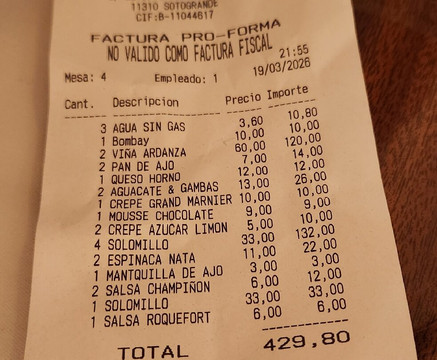 11310 SOTOGRANDE
CIF:B-11044617
FACTURA PRO-FORMA
NO VALIDO COMO FACTURA FISCAL
21:55
Mesa: 4 Empleado: 1 19/03/2026
Cant. Descripcion Precio Importe
3 AGUA SIN GAS 3,60 10,80
1 Bombay 10,00 10,00
2 VIÑA ARDANZA 60,00 120,00
2 PAN DE AJO 7,00 14,00
1 QUESO HORNO 12,00 12,00
2 AGUACATE & GAMBAS 13,00 26,00
1 CREPE GRAND MARNIER 10,00 10,00
1 MOUSSE CHOCOLATE 9,00 9,00
2 CREPE AZUCAR LIMON 5,00 10,00
4 SOLOMILLO 33,00 132,00
2 ESPINACA NATA 11,00 22,00
1 MANTQUILLA DE AJO 3,00 3,00
2 SALSA CHAMPIÑON 6,00 12,00
1 SOLOMILLO 33,00 33,00
1 SALSA ROQUEFORT 6,00 6,00
TOTAL 429,80